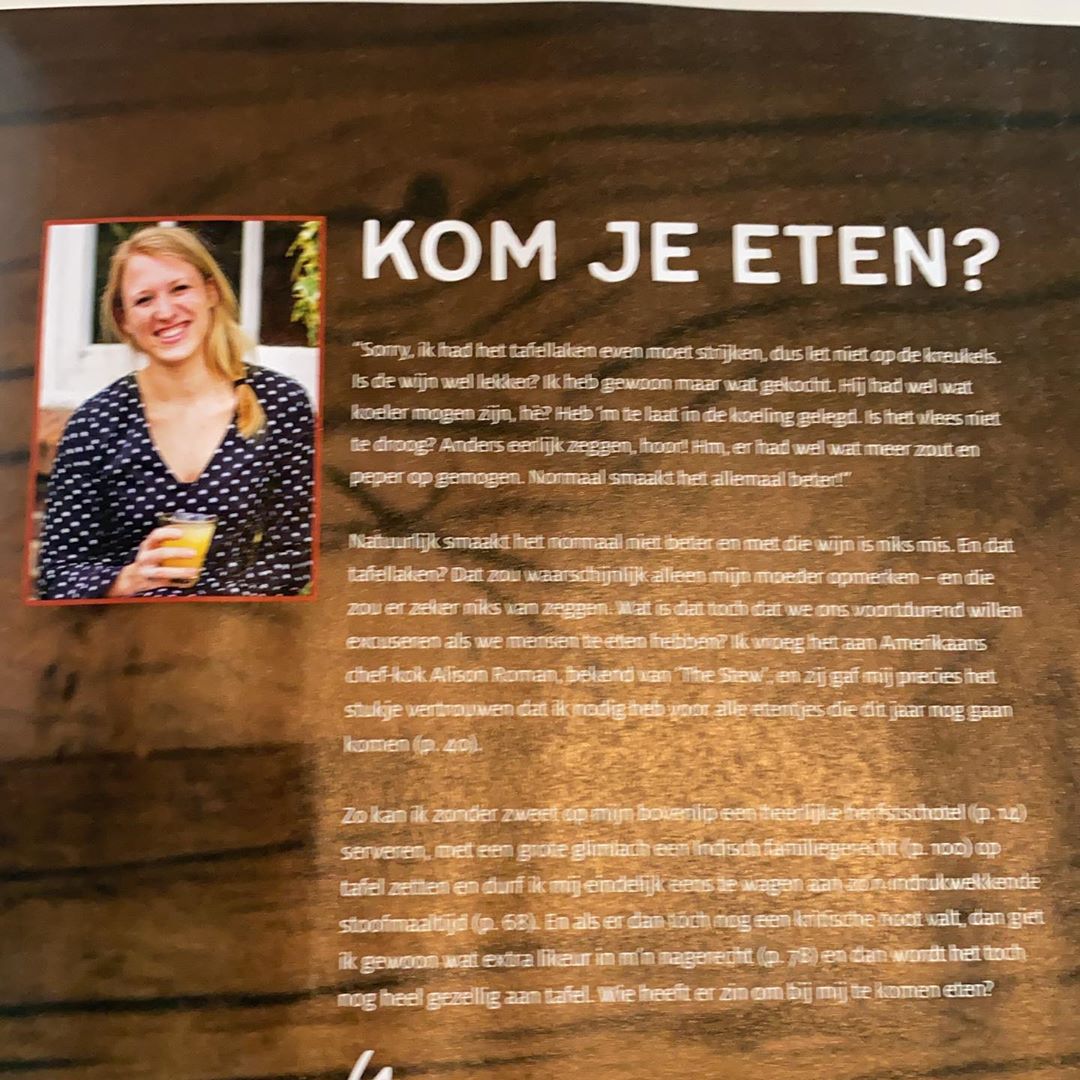 KOM JE ETEN?
"Sorry, ik had het tafellaken even moet strijken, dus let niet op de kreukels.
Is de wijn wel lekker? Ik heb gewoon maar wat gekocht. Hij had wel wat
koeler mogen zijn, hè? Heb 'm te laat in de koeling gelegd. Is het vlees niet
te droog? Anders eerlijk zeggen, hoor! Hm, er had wel wat meer zout en
peper op gemogen. Normaal smaakt het allemaal beter!"
Natuurlijk smaakt het normaal niet beter en met die wijn is niks mis. En dat
tafellaken? Dat zou waarschijnlijk alleen mijn moeder opmerken – en die
zou er zeker niks van zeggen. Wat is dat toch dat we ons voortdurend willen
excuseren als we mensen te eten hebben? Ik vroeg het aan Amerikaans
chef-kok Alison Roman, bekend van 'The Stew', en zij gaf mij precies het
stukje vertrouwen dat ik nodig heb voor alle etentjes die dit jaar nog gaan
komen (p. 40).
Zo kan ik zonder zweet op mijn bovenlip een heerlijke herfstschotel (p. 14)
serveren, met een grote glimlach een Indisch familiegerecht (p. 100) op
tafel zetten en durf ik mij eindelijk eens te wagen aan zo'n indrukwekkende
stoofmaaltijd (p. 68). En als er dan toch nog een kritische noot valt, dan giet
ik gewoon wat extra likeur in m'n nagerecht (p. 78) en dan wordt het toch
nog heel gezellig aan tafel. Wie heeft er zin om bij mij te komen eten?